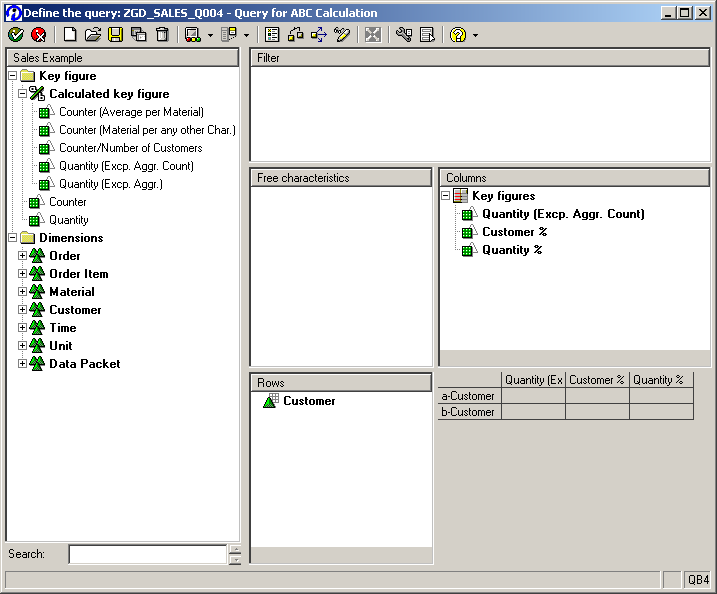 Define the query: ZGD_SALES_Q004 - Query for ABC Calculation
Sales Example
Key figure
Calculated key figure
Counter (Average per Material)
Counter (Material per any other Char.)
Counter/Number of Customers
Quantity (Excp. Aggr. Count)
Quantity (Excp. Aggr.)
Counter
Quantity
Dimensions
Order
Order Item
Material
Customer
Time
Unit
Data Packet
Search:
Filter
Free characteristics
Columns
Key figures
Quantity (Excp. Aggr. Count)
Customer %
Quantity %
Rows
Customer
Quantity (Ex Customer % Quantity %
a-Customer
b-Customer
QB4